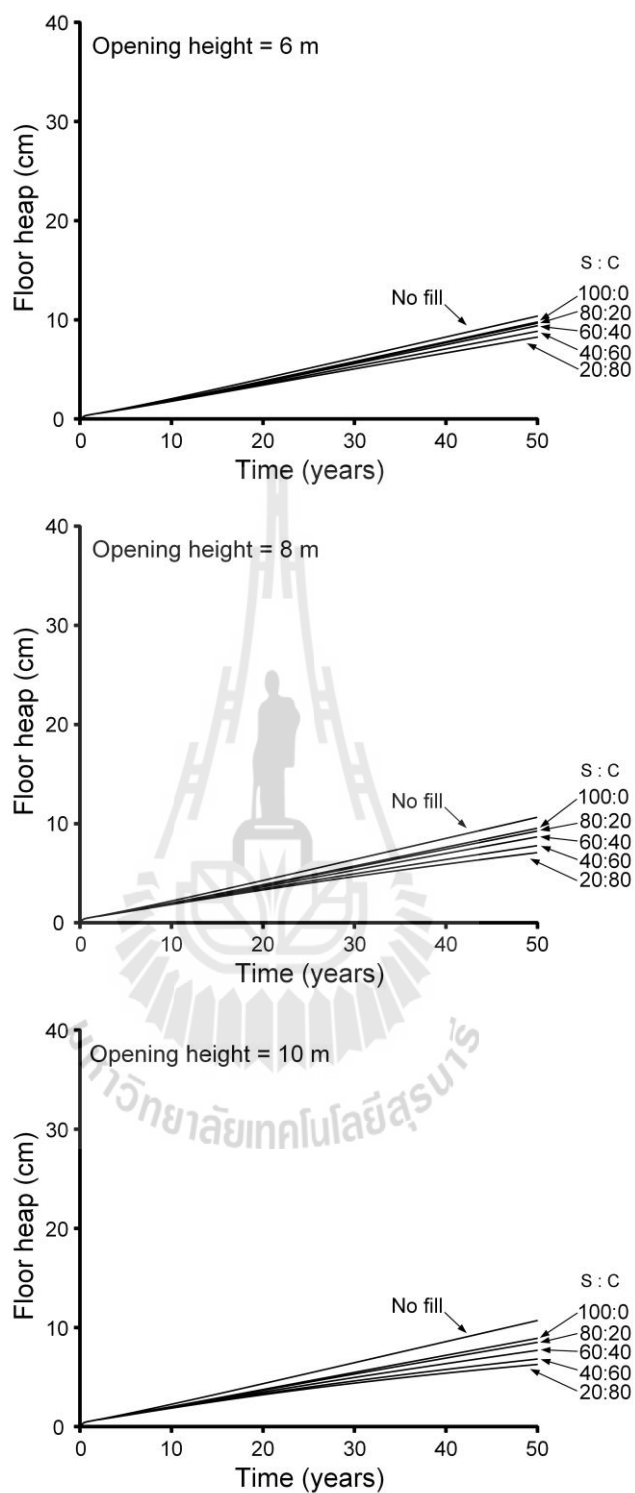 40
Opening height = 6 m
30
Floor heap (cm)
20
S : C
No fill
100:0
10
80:20
60:40
40:60
20:80
0
0 10 20 30 40 50
Time (years)
40
Opening height = 8 m
30
Floor heap (cm)
20
S : C
No fill
100:0
10
80:20
60:40
40:60
20:80
0
0 10 20 30 40 50
Time (years)
40
Opening height = 10 m
มหาวิทยาลัยเทคโนโลยีสุรนารี
30
Floor heap (cm)
20
S : C
No fill
100:0
10
80:20
60:40
40:60
20:80
0
0 10 20 30 40 50
Time (years)